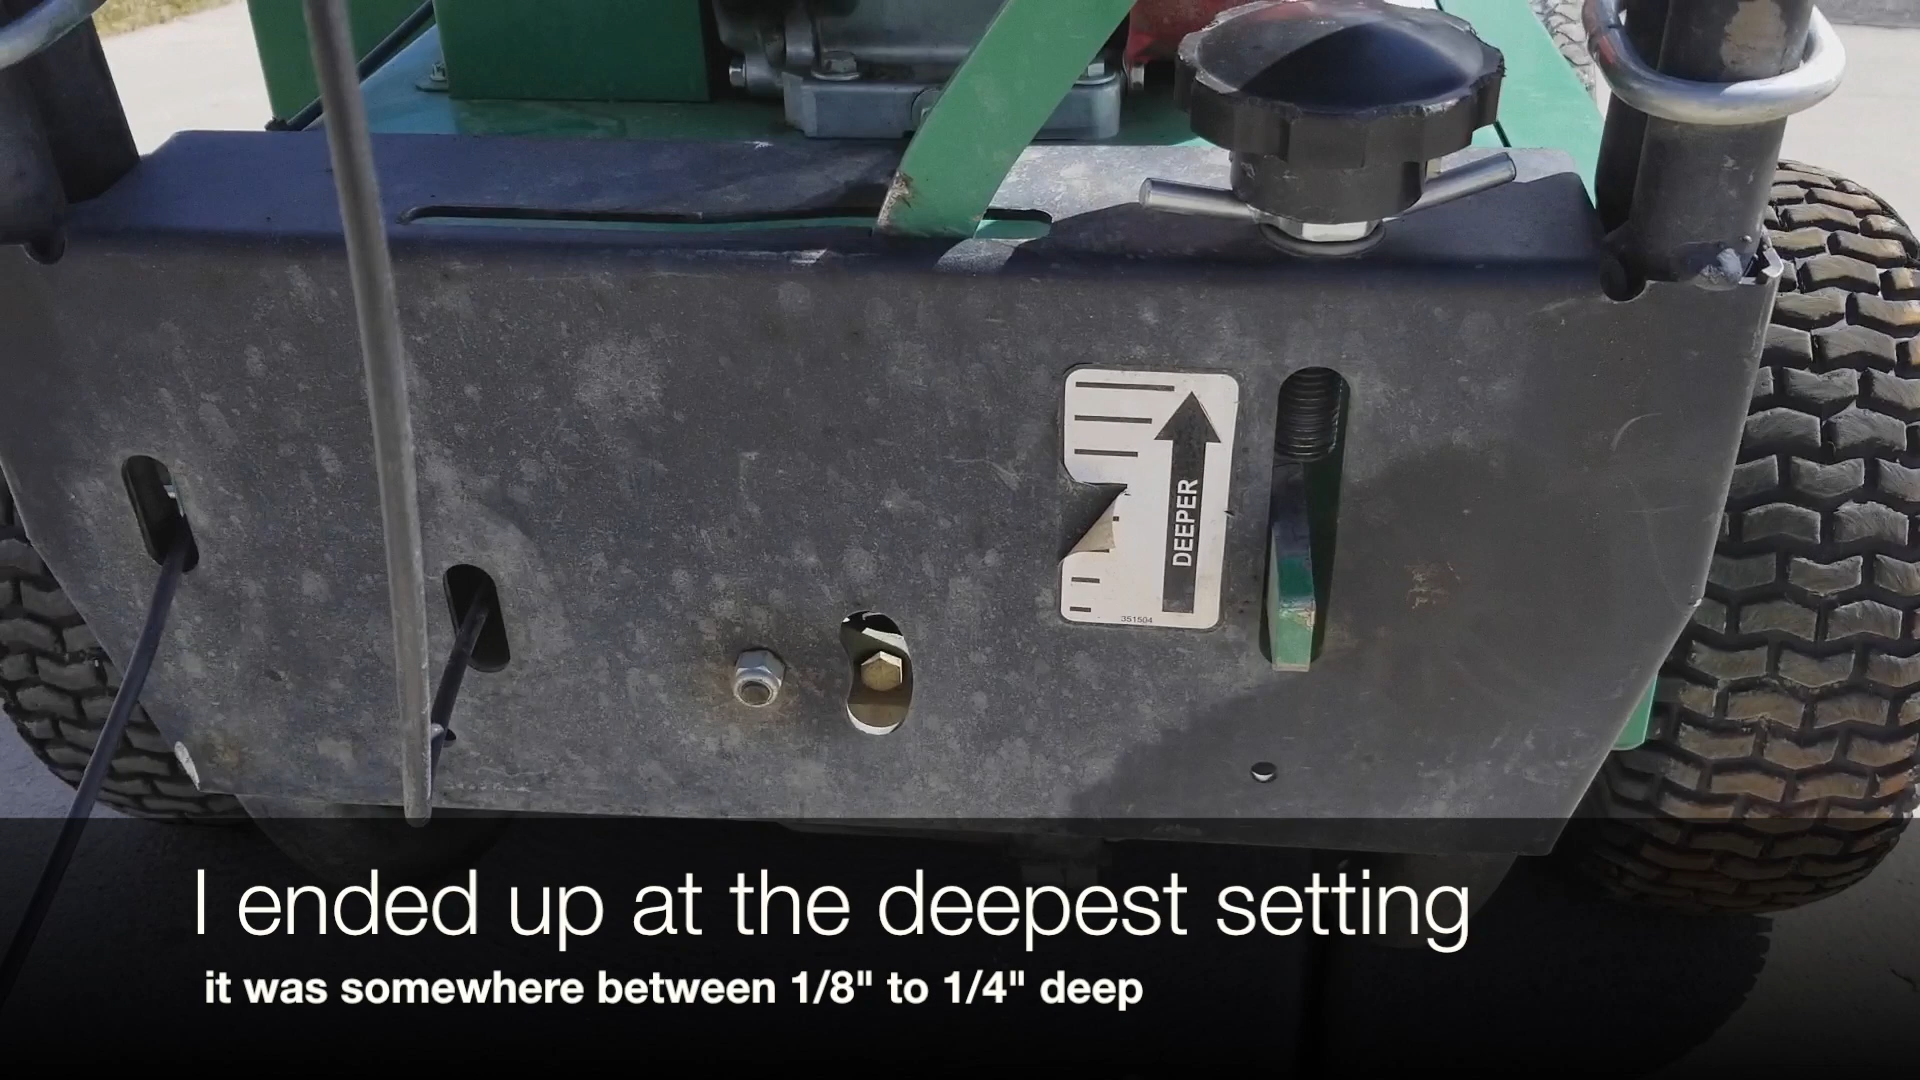 DEEPER
351504
I ended up at the deepest setting
it was somewhere between 1/8" to 1/4" deep